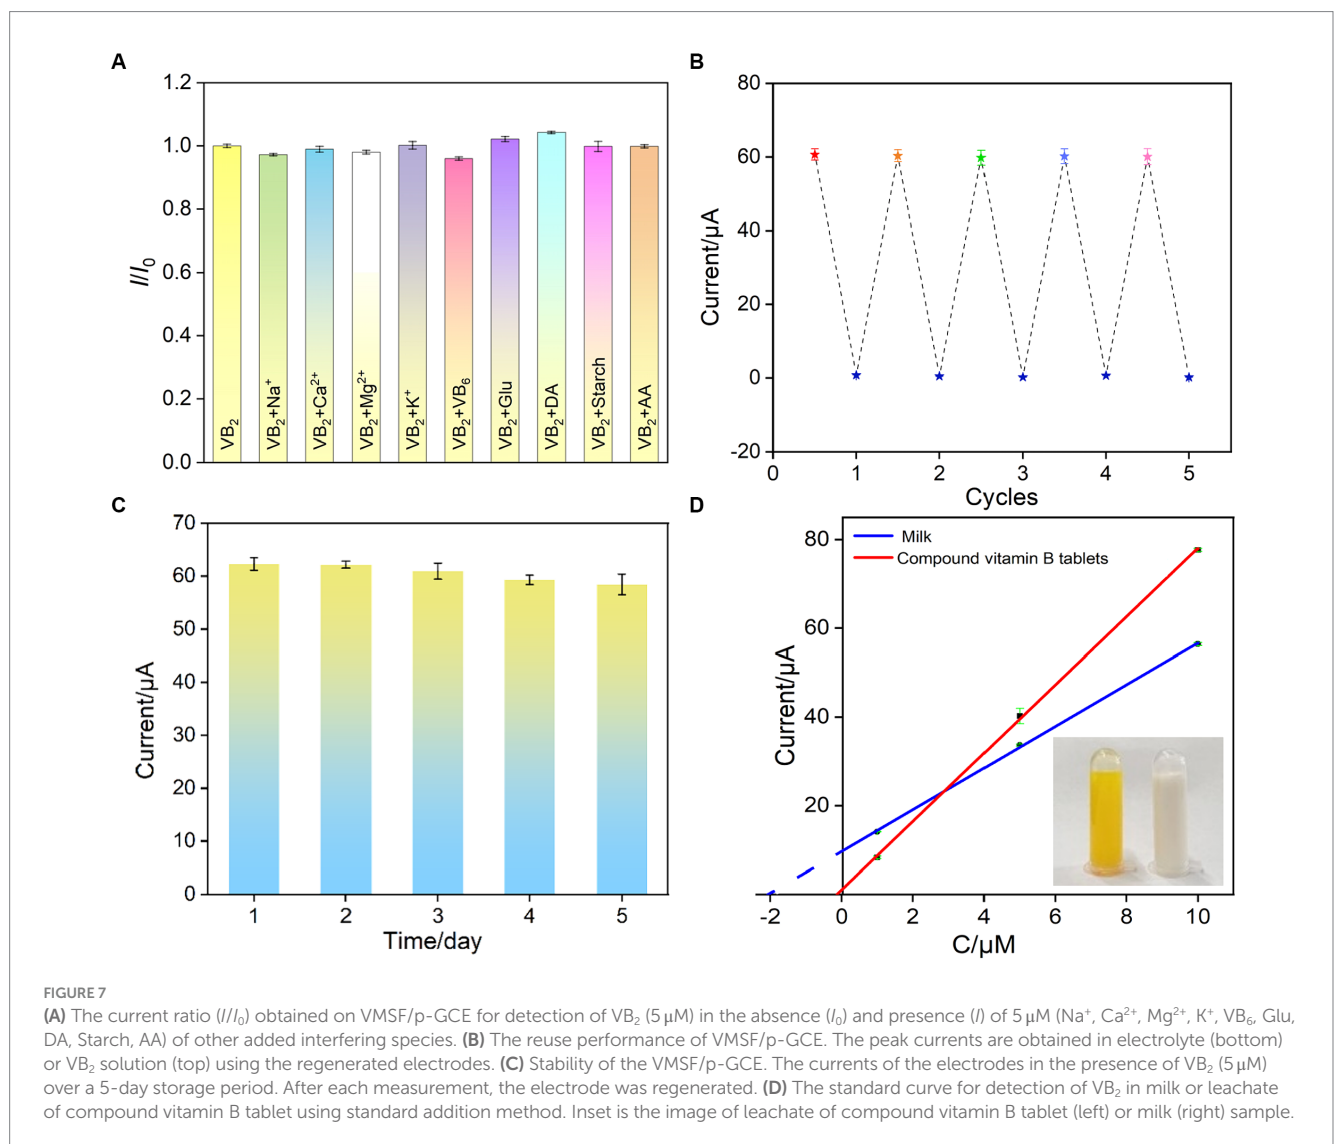 A
1.2
1.0
0.8
0.6
0.4
0.2
0.0
I/I₀
VB₂
VB₂+Na⁺
VB₂+Ca²⁺
VB₂+Mg²⁺
VB₂+K⁺
VB₂+VB₆
VB₂+Glu
VB₂+DA
VB₂+Starch
VB₂+AA
B
80
60
40
20
0
-20
Current/µA
0 1 2 3 4 5
Cycles
C
70
60
50
40
30
20
10
0
Current/µA
1 2 3 4 5
Time/day
D
80
60
40
20
Current/µA
Milk
Compound vitamin B tablets
-2 0 2 4 6 8 10
C/µM
FIGURE 7
(A) The current ratio (I/I₀) obtained on VMSF/p-GCE for detection of VB₂ (5 µM) in the absence (I₀) and presence (I) of 5 µM (Na⁺, Ca²⁺, Mg²⁺, K⁺, VB₆, Glu,
DA, Starch, AA) of other added interfering species. (B) The reuse performance of VMSF/p-GCE. The peak currents are obtained in electrolyte (bottom)
or VB₂ solution (top) using the regenerated electrodes. (C) Stability of the VMSF/p-GCE. The currents of the electrodes in the presence of VB₂ (5 µM)
over a 5-day storage period. After each measurement, the electrode was regenerated. (D) The standard curve for detection of VB₂ in milk or leachate
of compound vitamin B tablet using standard addition method. Inset is the image of leachate of compound vitamin B tablet (left) or milk (right) sample.